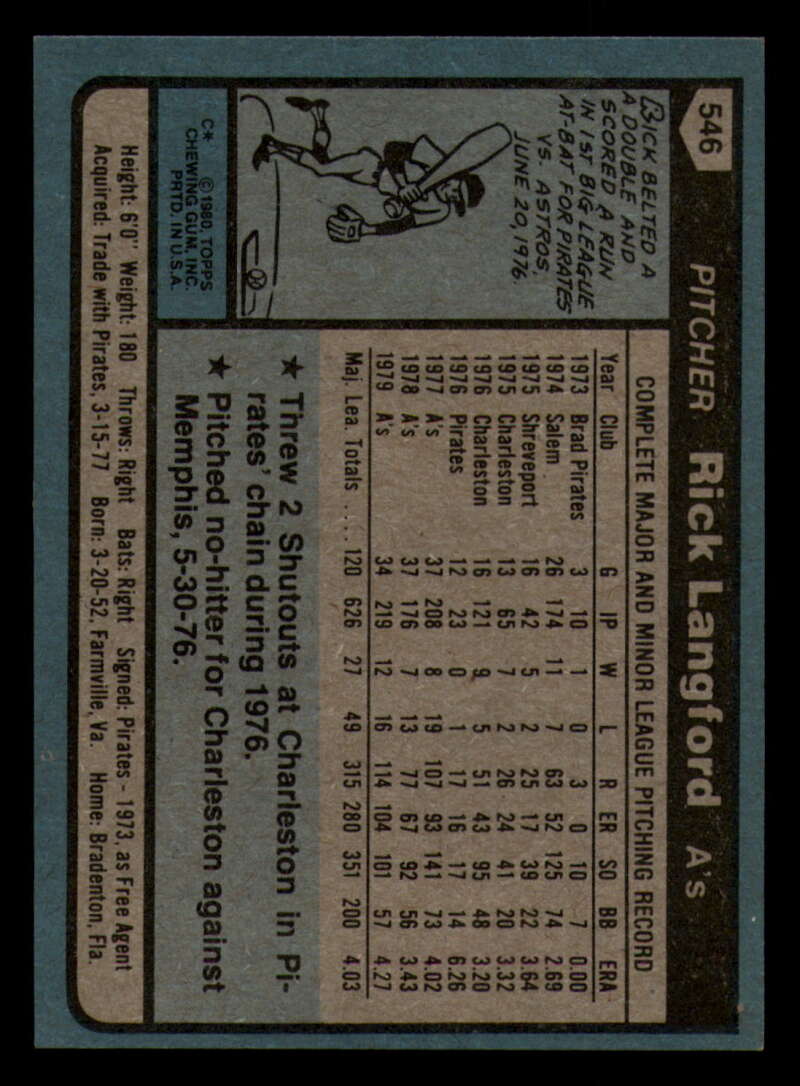 546 PITCHER Rick Langford A's
BICK BELTED A
A DOUBLE AND
SCORED A RUN
IN 1ST BIG LEAGUE
AT-BAT FOR PIRATES
VS. ASTROS,
JUNE 20, 1976.
C* © 1980, TOPPS
CHEWING GUM, INC.
PRTD. IN U.S.A.
COMPLETE MAJOR AND MINOR LEAGUE PITCHING RECORD
Year Club G IP W L R ER SO BB ERA
1973 Brad Pirates 3 10 1 0 3 0 10 7 0.00
1974 Salem 26 174 11 7 63 52 125 74 2.69
1975 Shreveport 16 42 5 2 25 17 39 22 3.64
1975 Charleston 13 65 7 2 26 24 41 20 3.32
1976 Charleston 16 121 9 5 51 43 95 48 3.20
1976 Pirates 12 23 0 1 17 16 17 14 6.26
1977 A's 37 208 8 19 107 93 141 73 4.02
1978 A's 37 176 7 13 77 67 92 56 3.43
1979 A's 34 219 12 16 114 104 101 57 4.27
Maj. Lea. Totals .... 120 626 27 49 315 280 351 200 4.03
★ Threw 2 Shutouts at Charleston in Pi-
rates' chain during 1976.
★ Pitched no-hitter for Charleston against
Memphis, 5-30-76.
Height: 6'0" Weight: 180 Throws: Right Bats: Right Signed: Pirates - 1973, as Free Agent
Acquired: Trade with Pirates, 3-15-77 Born: 3-20-52, Farmville, Va. Home: Bradenton, Fla.